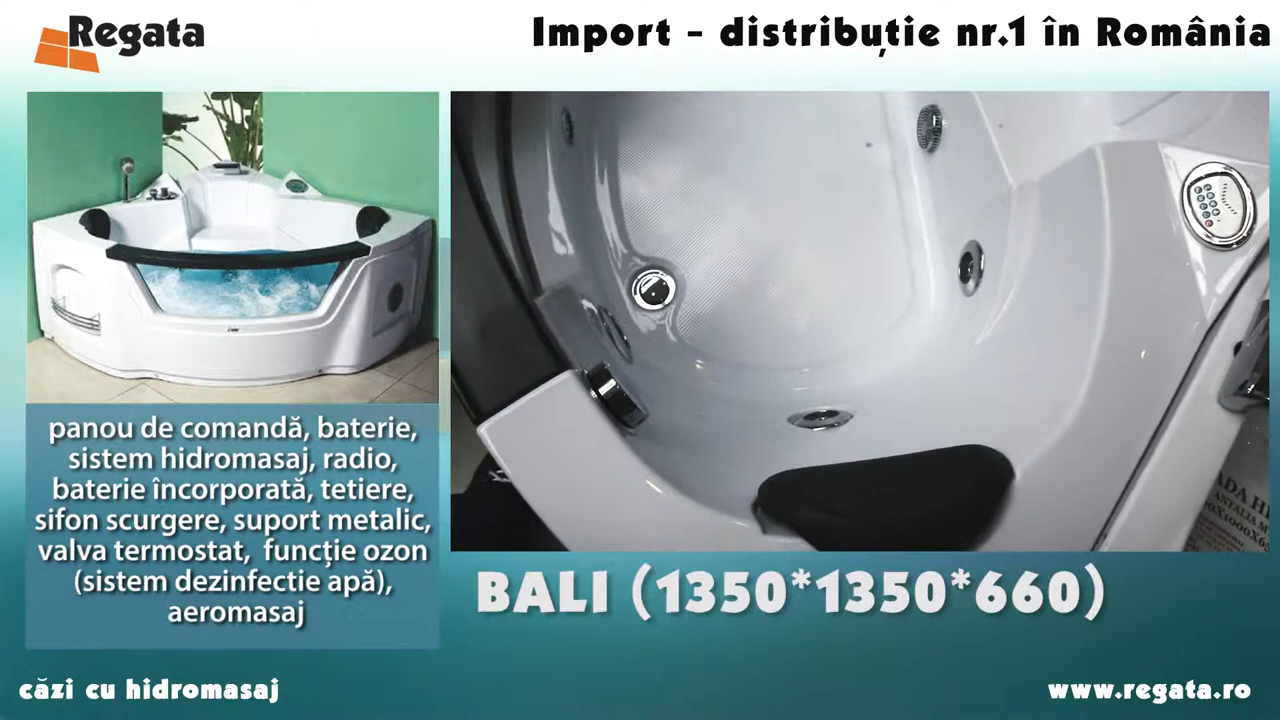 Regata
Import - distribuție nr.1 în România
panou de comandă, baterie,
sistem hidromasaj, radio,
baterie încorporată, tetiere,
sifon scurgere, suport metalic,
valva termostat, funcție ozon
(sistem dezinfectie apă),
aeromasaj
ANTALIA
BALI (1350*1350*660)
căzi cu hidromasaj
www.regata.ro